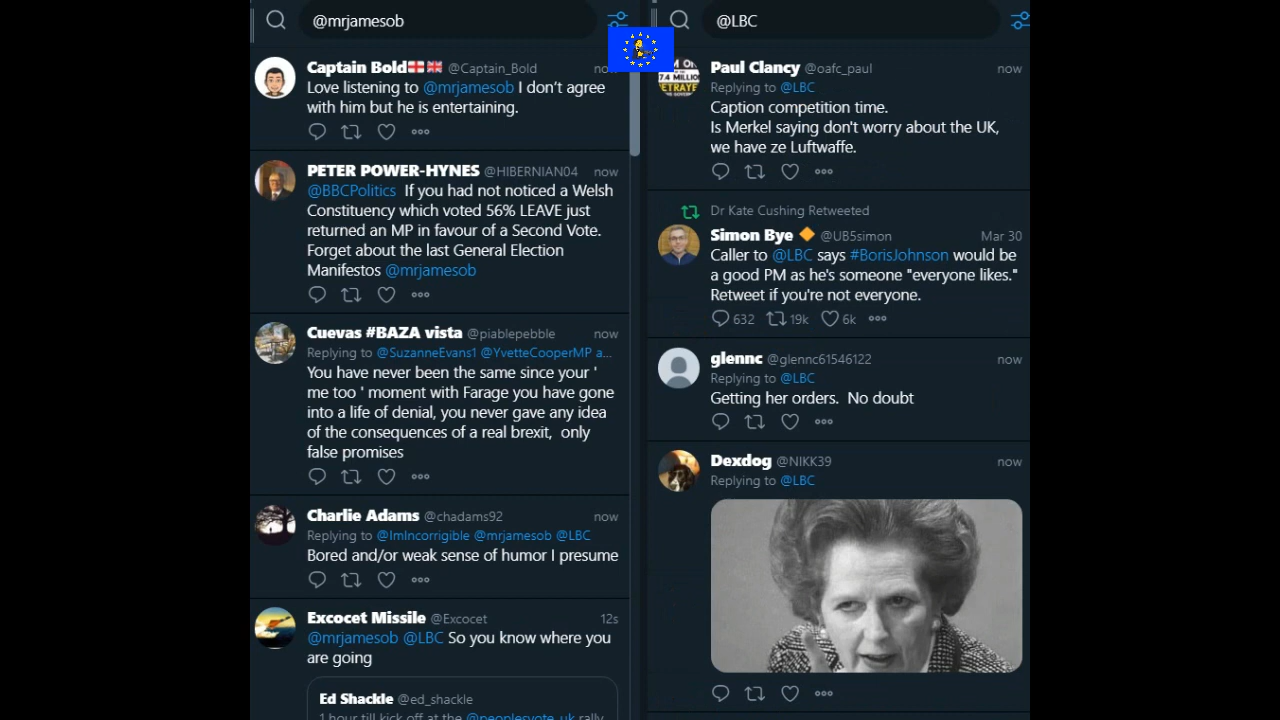 @mrjamesob
Captain Bold @Captain_Bold now
Love listening to @mrjamesob I don't agree
with him but he is entertaining.
PETER POWER-HYNES @HIBERNIAN04 now
@BBCPolitics If you had not noticed a Welsh
Constituency which voted 56% LEAVE just
returned an MP in favour of a Second Vote.
Forget about the last General Election
Manifestos @mrjamesob
Cuevas #BAZA vista @piablepebble now
Replying to @SuzanneEvans1 @YvetteCooperMP a...
You have never been the same since your '
me too ' moment with Farage you have gone
into a life of denial, you never gave any idea
of the consequences of a real brexit, only
false promises
Charlie Adams @chadams92 now
Replying to @ImIncorrigible @mrjamesob @LBC
Bored and/or weak sense of humor I presume
Excocet Missile @Excocet 12s
@mrjamesob @LBC So you know where you
are going
Ed Shackle @ed_shackle
1 hour till kick off at the @peoplesvote_uk rally
@LBC
Paul Clancy @oafc_paul now
Replying to @LBC
Caption competition time.
Is Merkel saying don't worry about the UK,
we have ze Luftwaffe.
Dr Kate Cushing Retweeted
Simon Bye @UB5simon Mar 30
Caller to @LBC says #BorisJohnson would be
a good PM as he's someone "everyone likes."
Retweet if you're not everyone.
632 19k 6k
glennc @glennc61546122 now
Replying to @LBC
Getting her orders. No doubt
Dexdog @NIKK39 now
Replying to @LBC